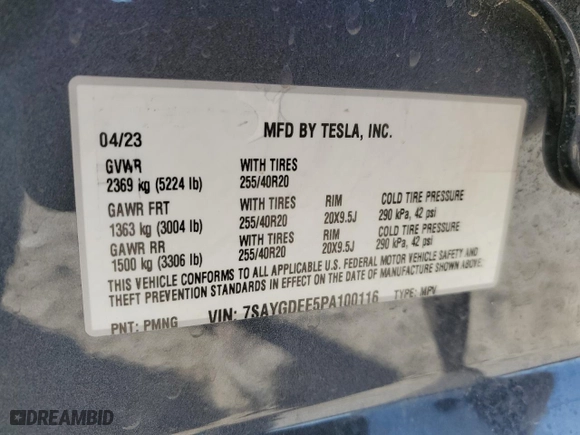 04/23 MFD BY TESLA, INC.
GVWR WITH TIRES
2369 kg (5224 lb) 255/40R20
GAWR FRT WITH TIRES RIM COLD TIRE PRESSURE
1363 kg (3004 lb) 255/40R20 20X9.5J 290 kPa, 42 psi
GAWR RR WITH TIRES RIM COLD TIRE PRESSURE
1500 kg (3306 lb) 255/40R20 20X9.5J 290 kPa, 42 psi
THIS VEHICLE CONFORMS TO ALL APPLICABLE U.S. FEDERAL MOTOR VEHICLE SAFETY AND
THEFT PREVENTION STANDARDS IN EFFECT ON THE DATE OF MANUFACTURE SHOWN ABOVE.
PNT: PMNG VIN: 7SAYGDEE5PA100116 TYPE: MPV
DREAMBID